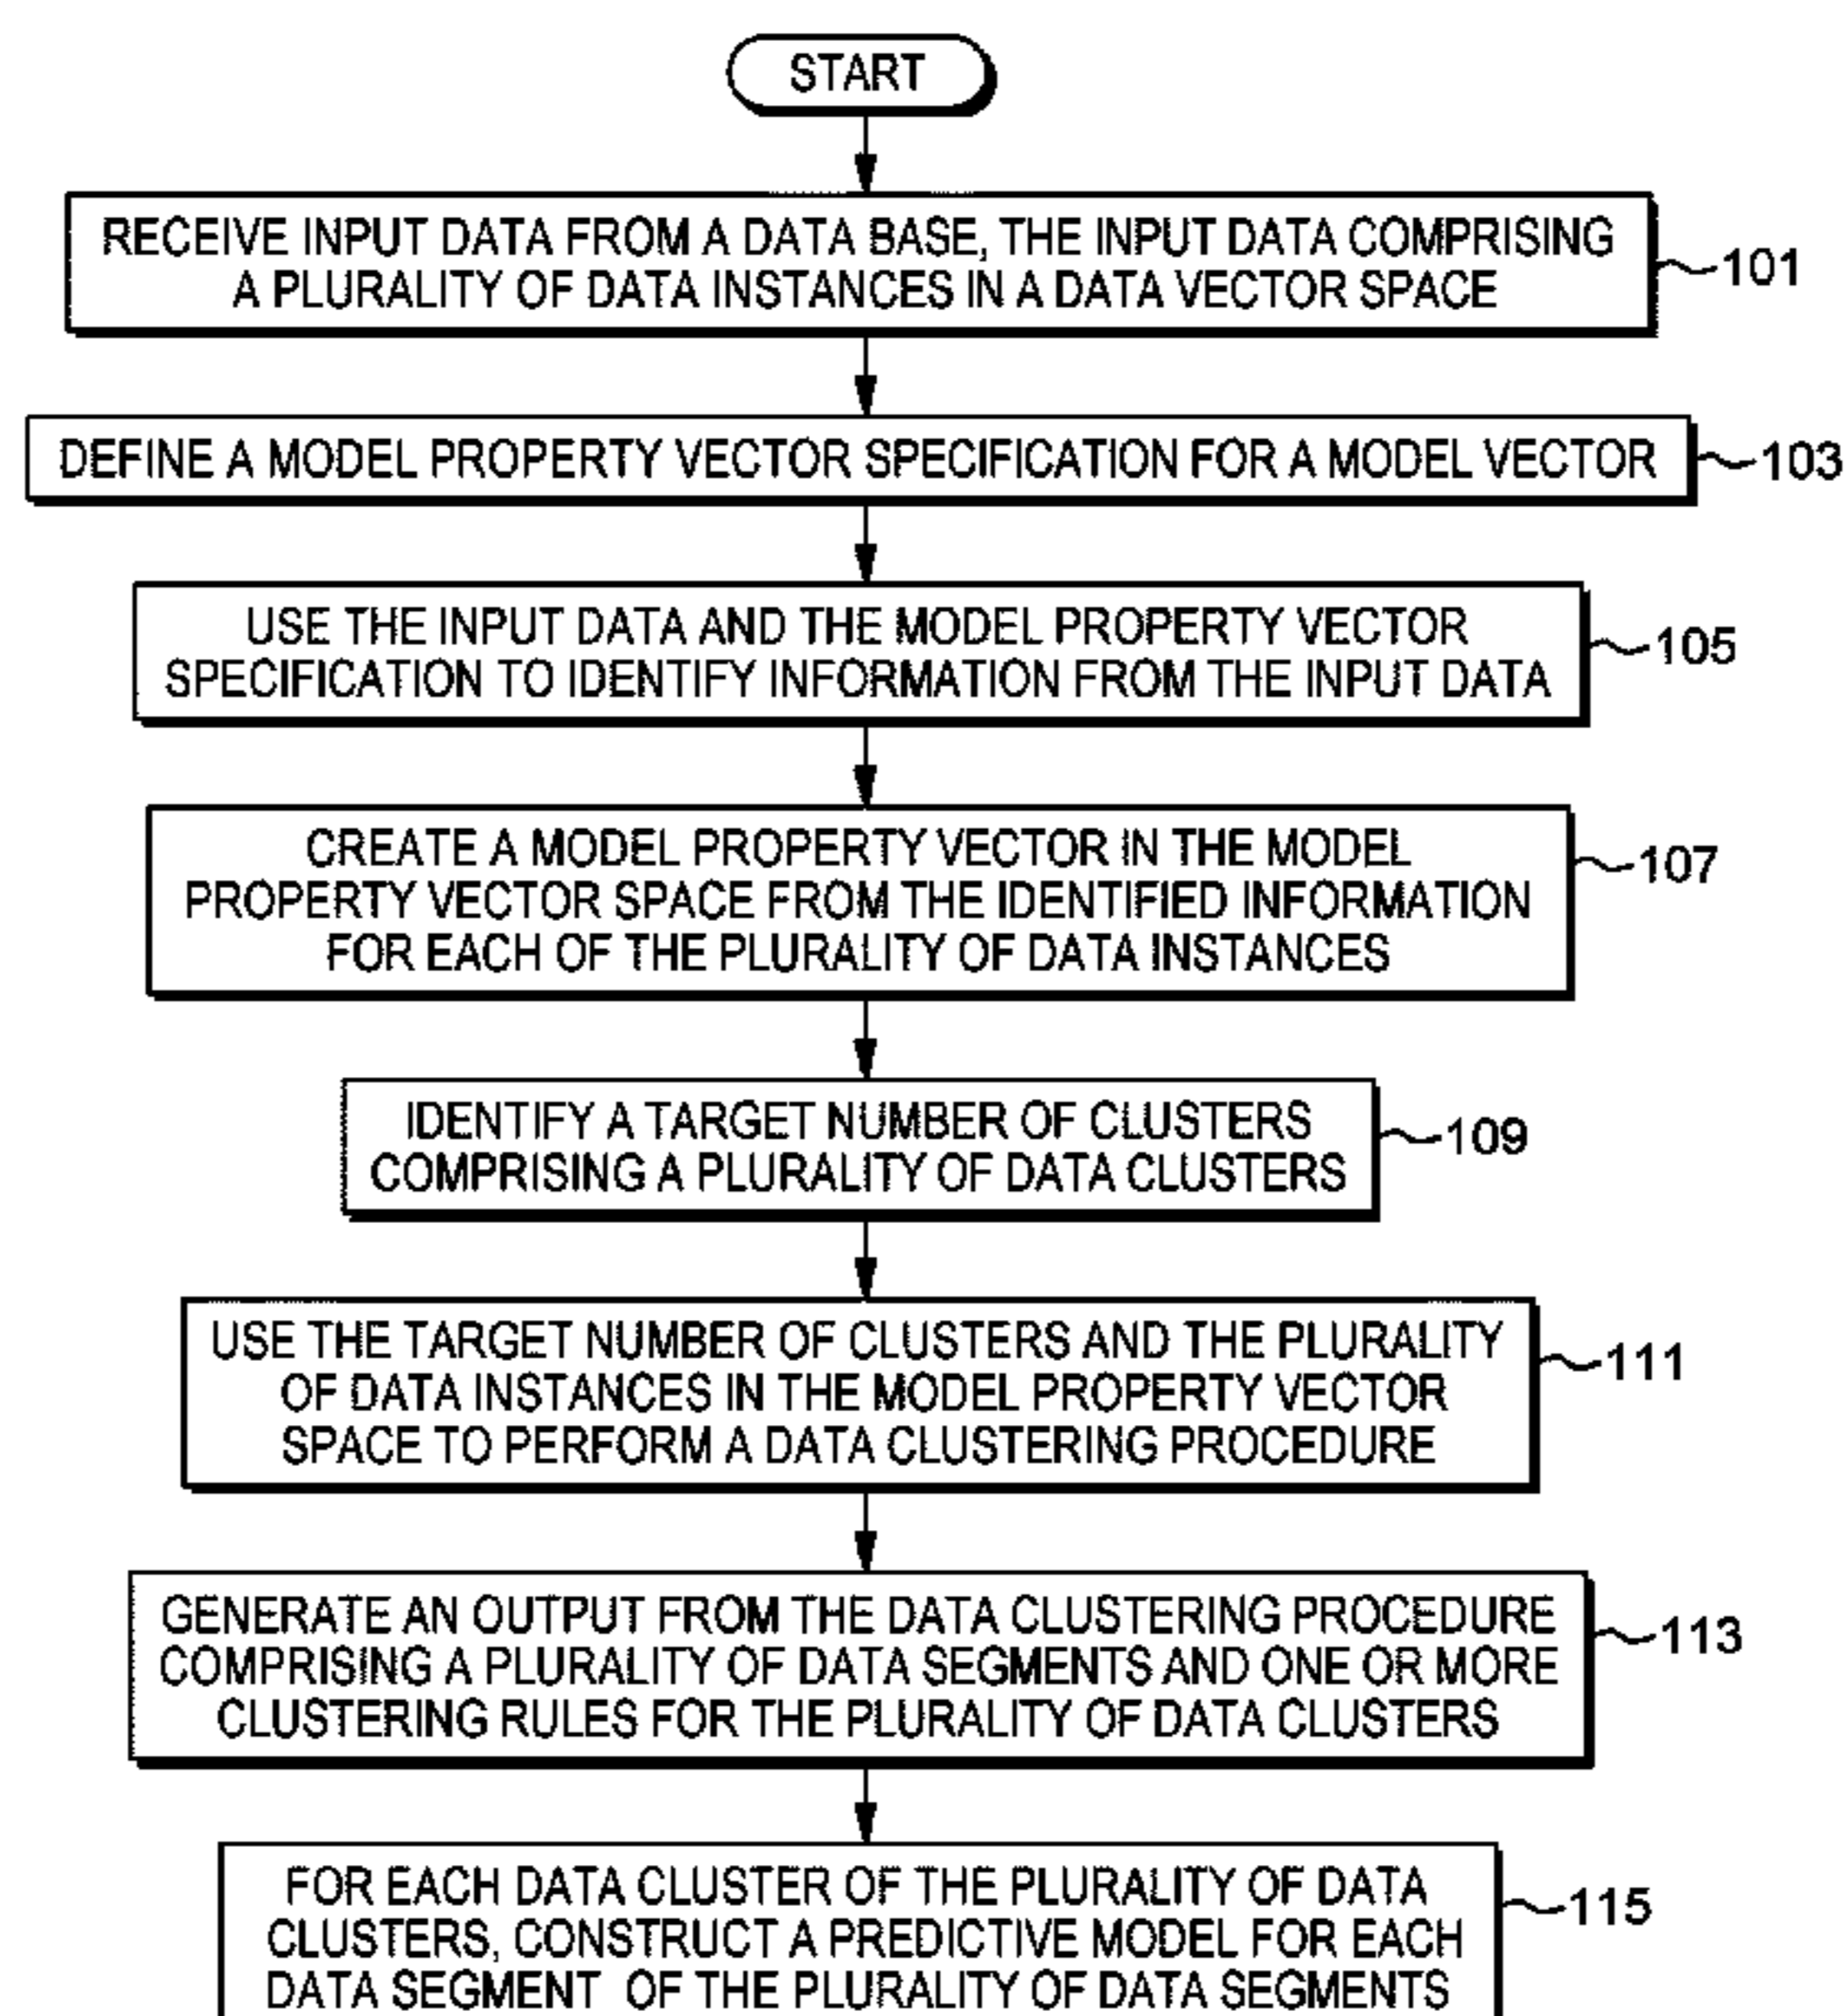 START
RECEIVE INPUT DATA FROM A DATA BASE, THE INPUT DATA COMPRISING
A PLURALITY OF DATA INSTANCES IN A DATA VECTOR SPACE
101
DEFINE A MODEL PROPERTY VECTOR SPECIFICATION FOR A MODEL VECTOR
103
USE THE INPUT DATA AND THE MODEL PROPERTY VECTOR
SPECIFICATION TO IDENTIFY INFORMATION FROM THE INPUT DATA
105
CREATE A MODEL PROPERTY VECTOR IN THE MODEL
PROPERTY VECTOR SPACE FROM THE IDENTIFIED INFORMATION
FOR EACH OF THE PLURALITY OF DATA INSTANCES
107
IDENTIFY A TARGET NUMBER OF CLUSTERS
COMPRISING A PLURALITY OF DATA CLUSTERS
109
USE THE TARGET NUMBER OF CLUSTERS AND THE PLURALITY
OF DATA INSTANCES IN THE MODEL PROPERTY VECTOR
SPACE TO PERFORM A DATA CLUSTERING PROCEDURE
111
GENERATE AN OUTPUT FROM THE DATA CLUSTERING PROCEDURE
COMPRISING A PLURALITY OF DATA SEGMENTS AND ONE OR MORE
CLUSTERING RULES FOR THE PLURALITY OF DATA CLUSTERS
113
FOR EACH DATA CLUSTER OF THE PLURALITY OF DATA
CLUSTERS, CONSTRUCT A PREDICTIVE MODEL FOR EACH
DATA SEGMENT OF THE PLURALITY OF DATA SEGMENTS
115